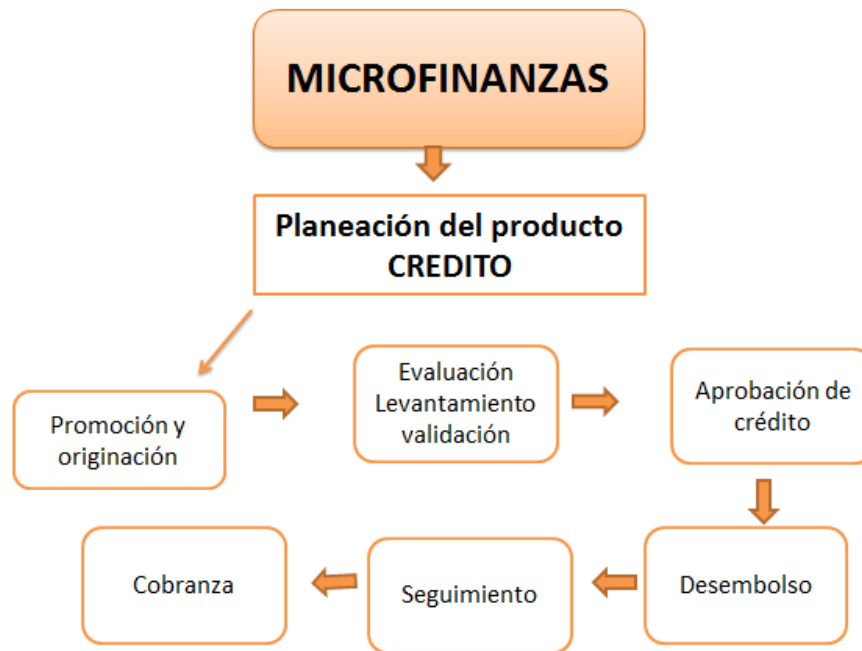 MICROFINANZAS
Planeación del producto
CREDITO
Promoción y
originación
Evaluación
Levantamiento
validación
Aprobación de
crédito
Desembolso
Seguimiento
Cobranza